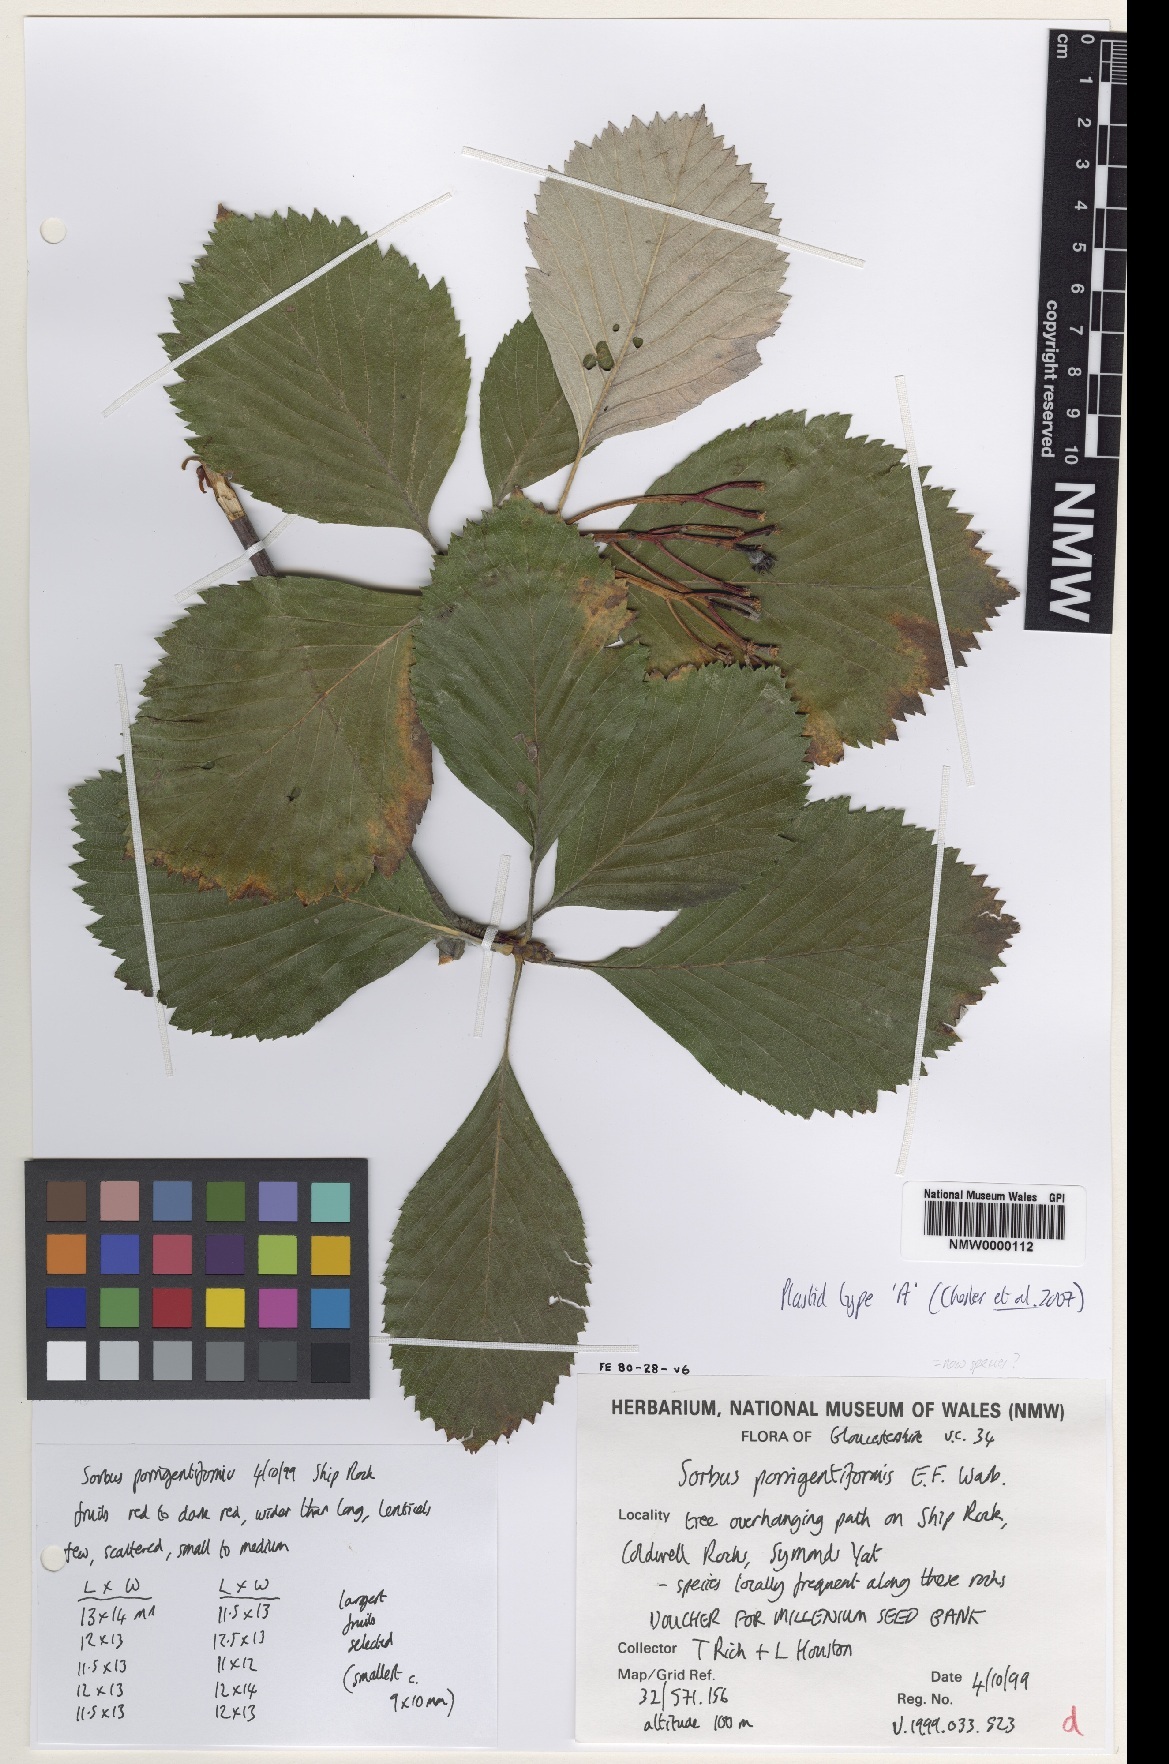 cm 0 1 2 3 4 5 6 7 8 9 10
copyright reserved
NMW
National Museum Wales GPI
NMW0000112
Plastid type 'A' (Chester et al. 2007)
FE 80-28-v6
= new species?
HERBARIUM, NATIONAL MUSEUM OF WALES (NMW)
FLORA OF Gloucestershire v.c. 34
Sorbus porrigentiformis E.F. Warb.
Locality tree overhanging path on Ship Rock,
Coldwell Rocks, Symonds Yat
- species locally frequent along these rocks
VOUCHER FOR MILLENIUM SEED BANK
Collector T Rich + L Houston
Map/Grid Ref. Date 4/10/99
32/571.156 Reg. No.
altitude 100 m V.1999.033.823
d
Sorbus porrigentiformis 4/10/99 Ship Rock
fruits red to dark red, wider than long, lenticels
few, scattered, small to medium
L x W L x W
13 x 14 mm 11.5 x 13
12 x 13 12.5 x 13
11.5 x 13 11 x 12
12 x 13 12 x 14
11.5 x 13 12 x 13
largest
fruits
selected
(smallest c.
9 x 10 mm)